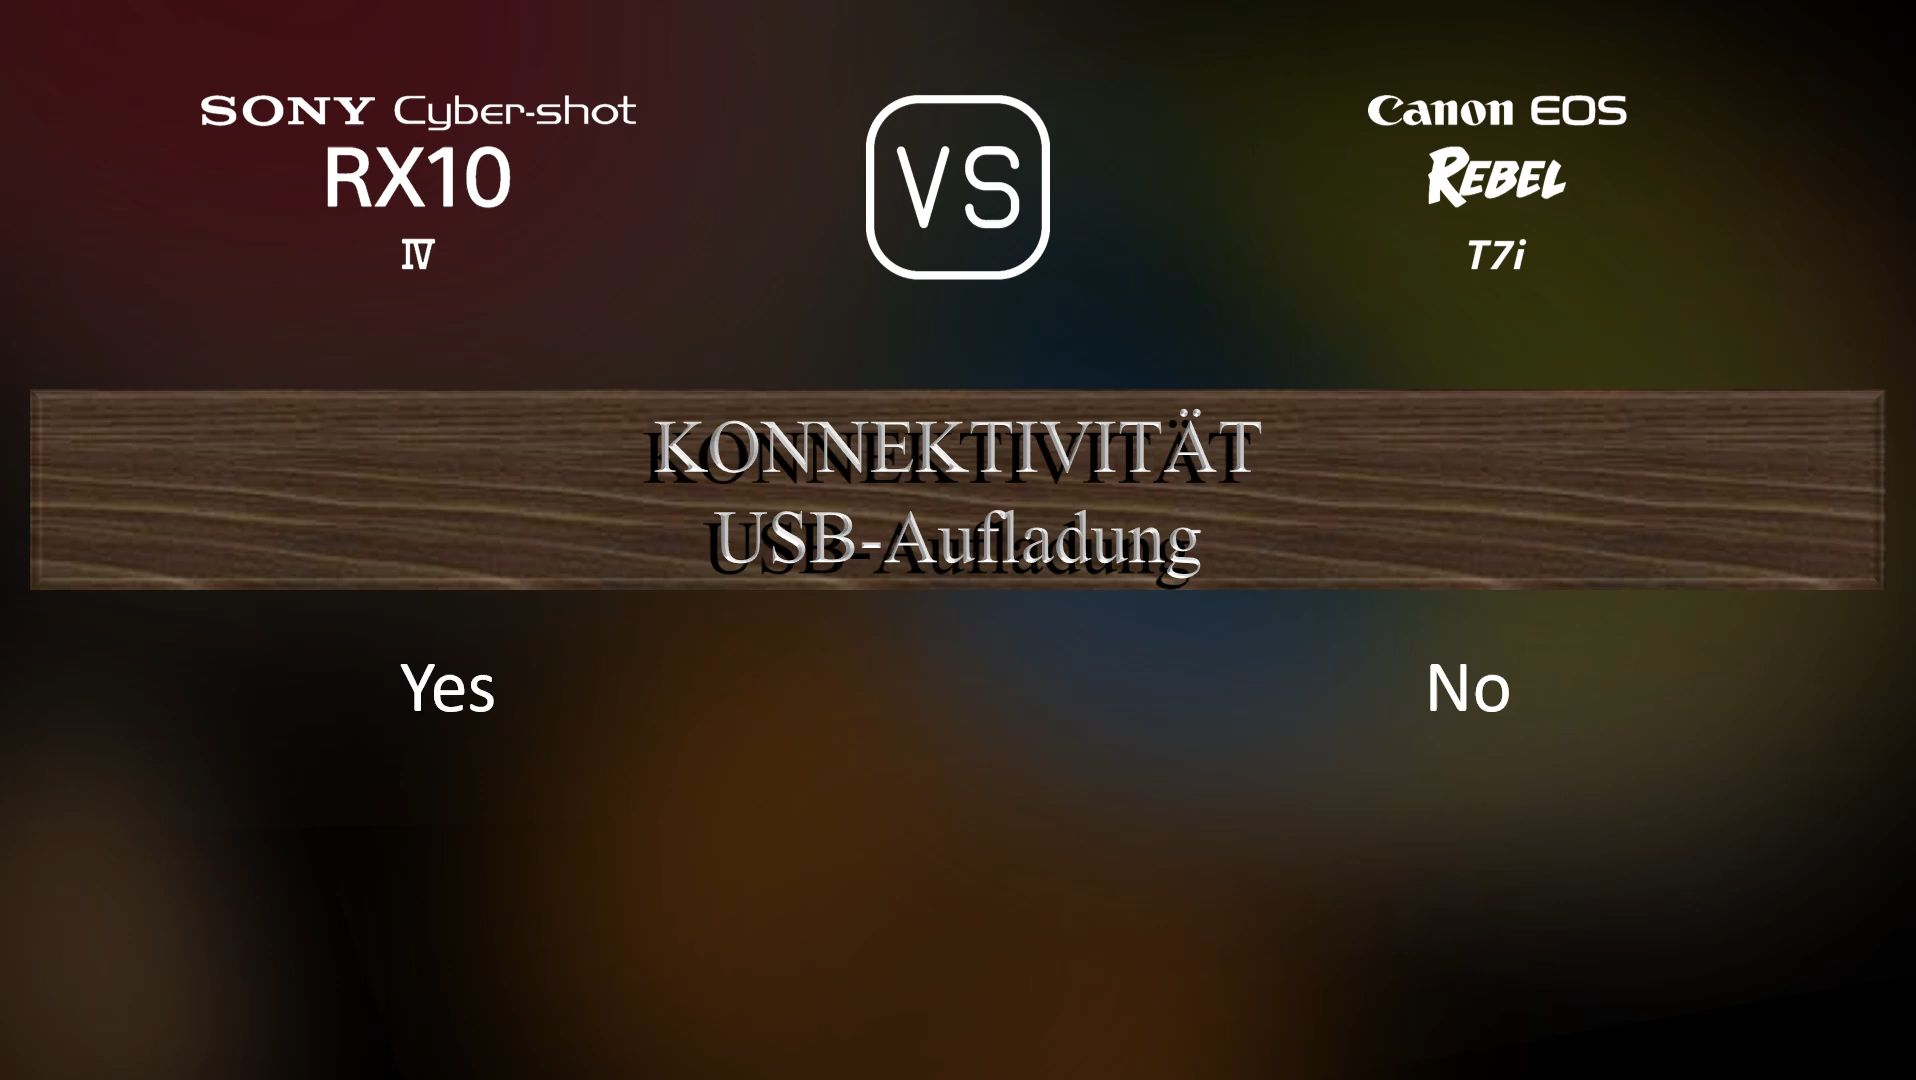 SONY Cyber-shot
RX10
IV
VS
Canon EOS
REBEL
T7i
KONNEKTIVITÄT
USB-Aufladung
Yes
No